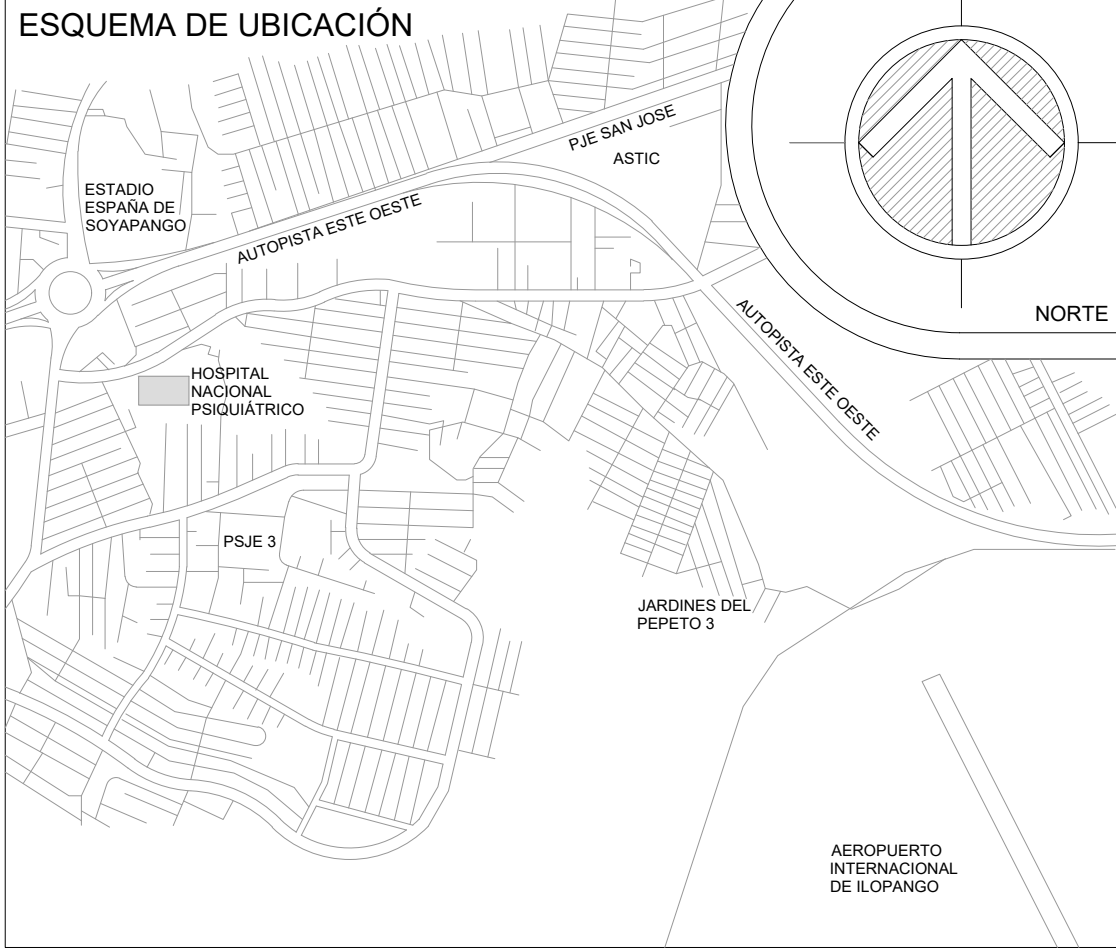 ESQUEMA DE UBICACIÓN
PJE SAN JOSE
ASTIC
ESTADIO
ESPAÑA DE
SOYAPANGO
AUTOPISTA ESTE OESTE
NORTE
AUTOPISTA ESTE OESTE
HOSPITAL
NACIONAL
PSIQUIÁTRICO
PSJE 3
JARDINES DEL
PEPETO 3
AEROPUERTO
INTERNACIONAL
DE ILOPANGO